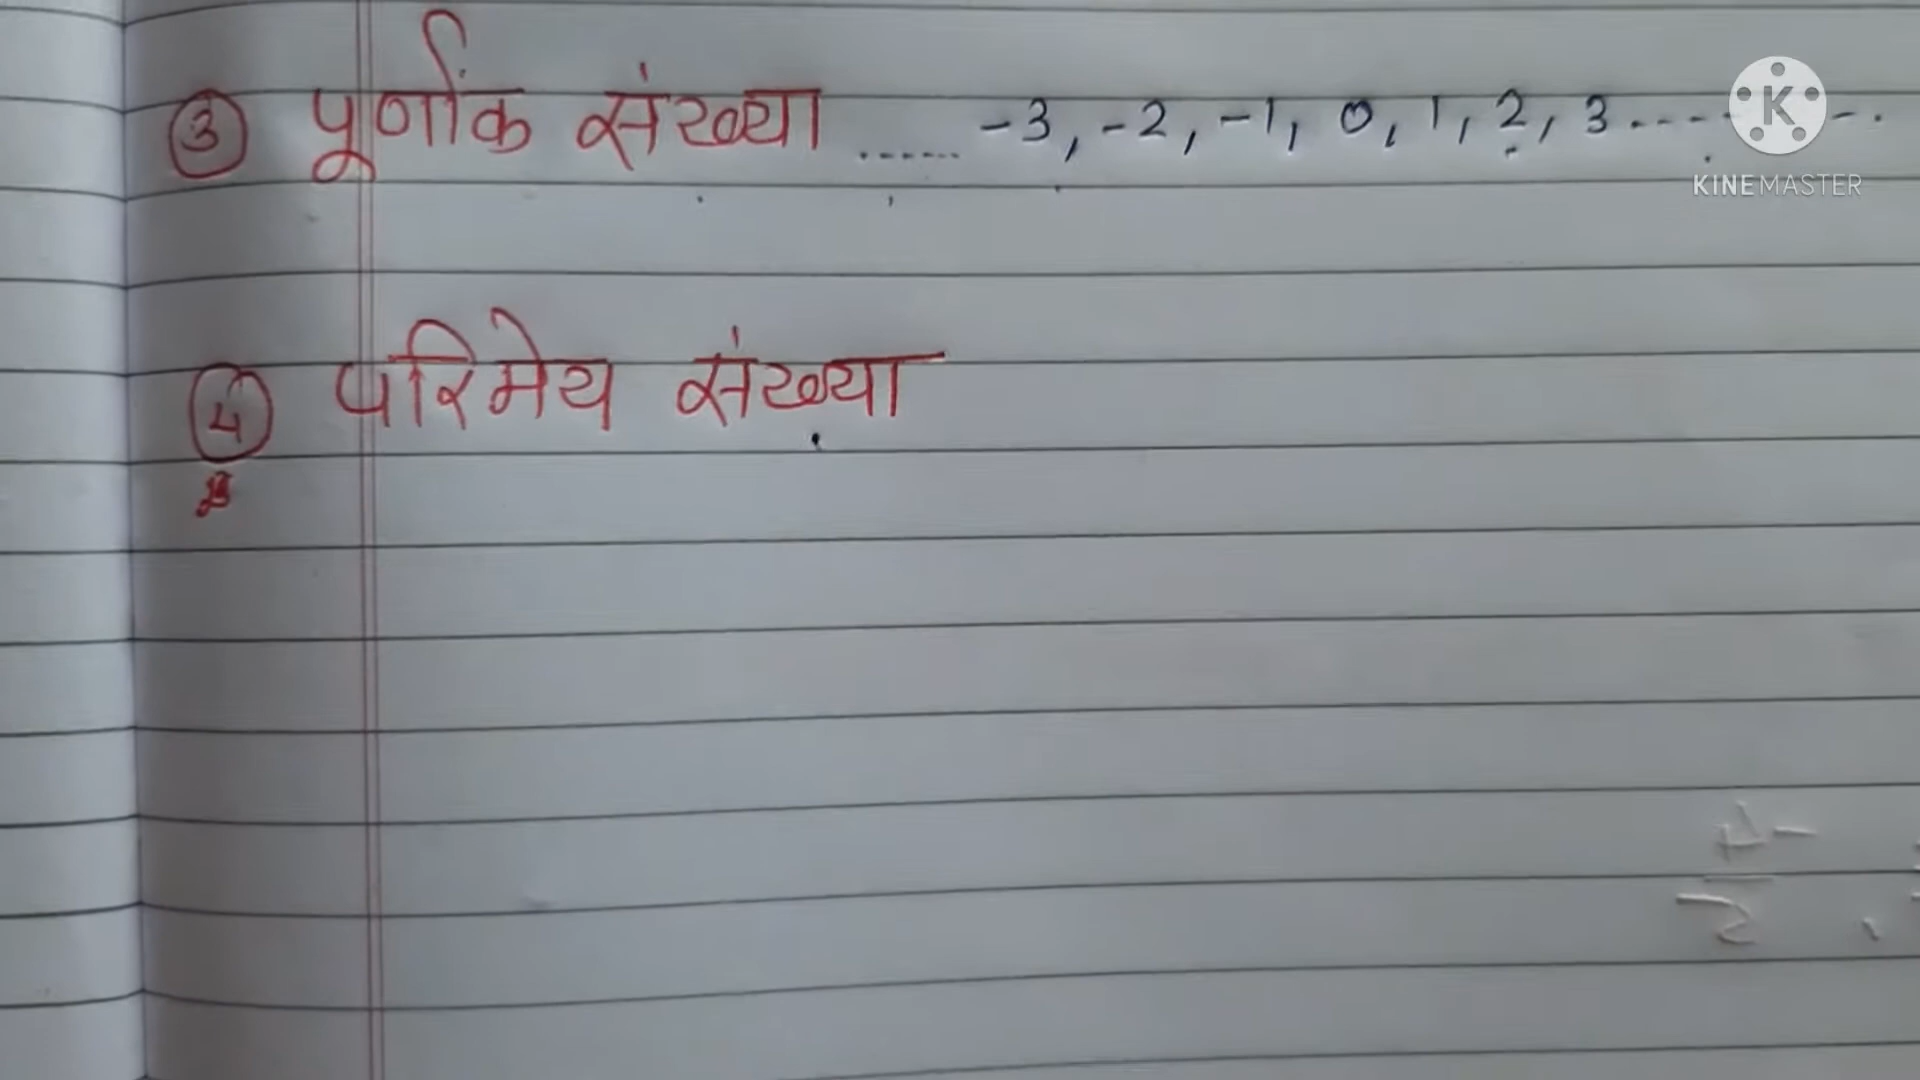 ③ पूर्णांक संख्या ...... -3, -2, -1, 0, 1, 2, 3.........
KINEMASTER
④ परिमेय संख्या